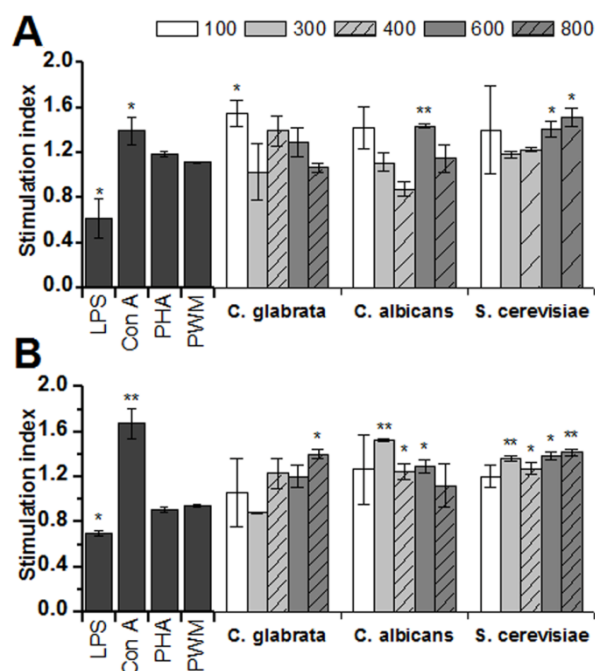 A
100 300 400 600 800
Stimulation index
2.0
1.6
1.2
0.8
0.4
0.0
* * * ** * *
LPS Con A PHA PWM
C. glabrata C. albicans S. cerevisiae
B
Stimulation index
2.0
1.6
1.2
0.8
0.4
0.0
* ** * ** * * ** * * **
LPS Con A PHA PWM
C. glabrata C. albicans S. cerevisiae